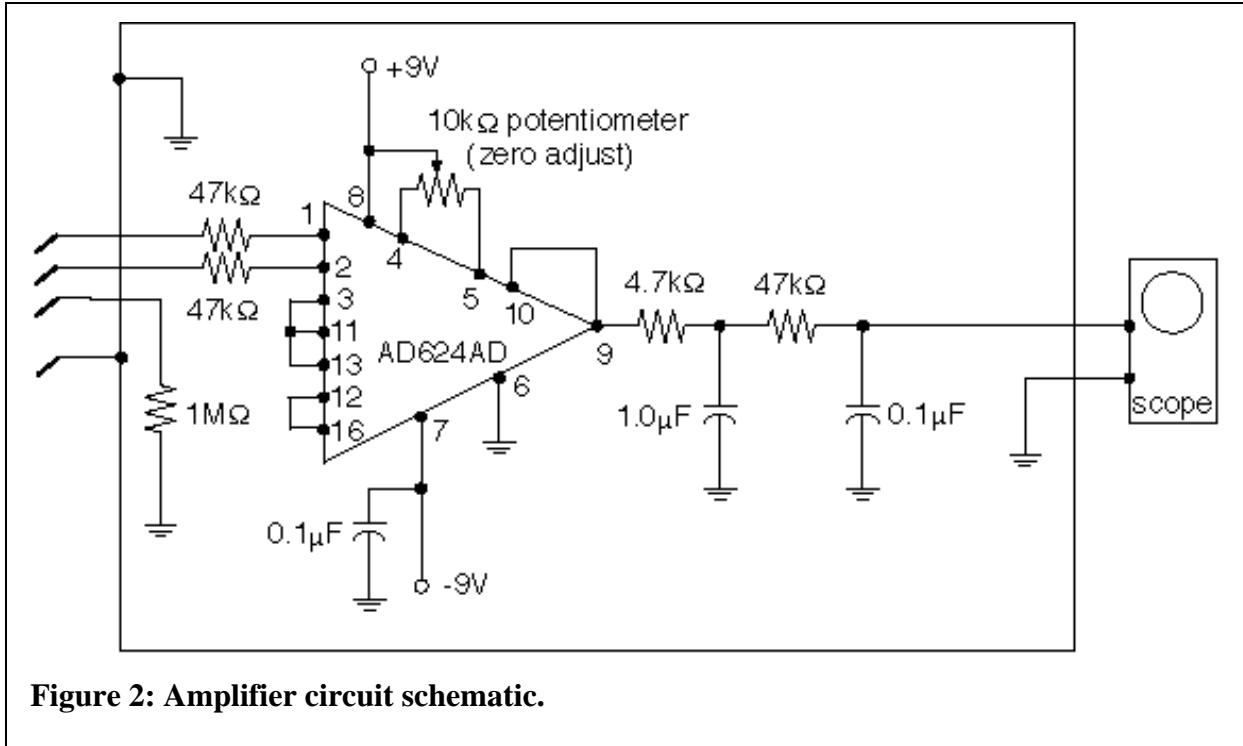 +9V
10kΩ potentiometer
(zero adjust)
47kΩ
1
8
4
2
47kΩ
3
5
10
4.7kΩ
47kΩ
11
9
AD624AD
13
6
12
1MΩ
16
7
1.0µF
0.1µF
scope
0.1µF
-9V
Figure 2: Amplifier circuit schematic.